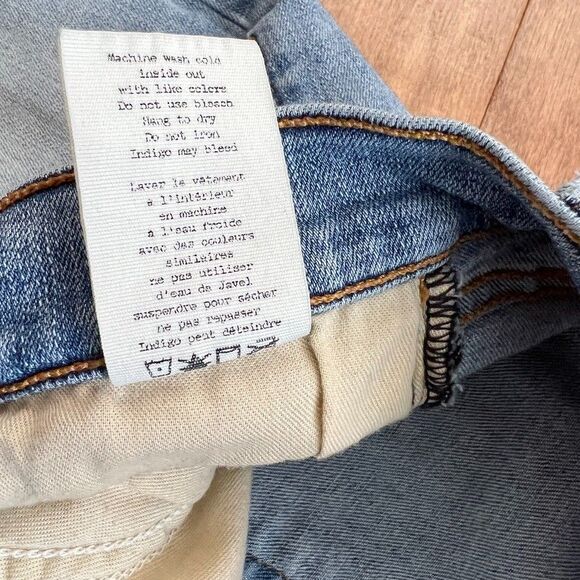 Machine wash cold
inside out
with like colors
Do not use bleach
Hang to dry
Do not iron
Indigo may bleed
Laver le vêtement
à l'intérieur
en machine
à l'eau froide
avec des couleurs
similaires
ne pas utiliser
d'eau da Javel
suspendre pour sécher
ne pas repasser
Indigo peut déteindre